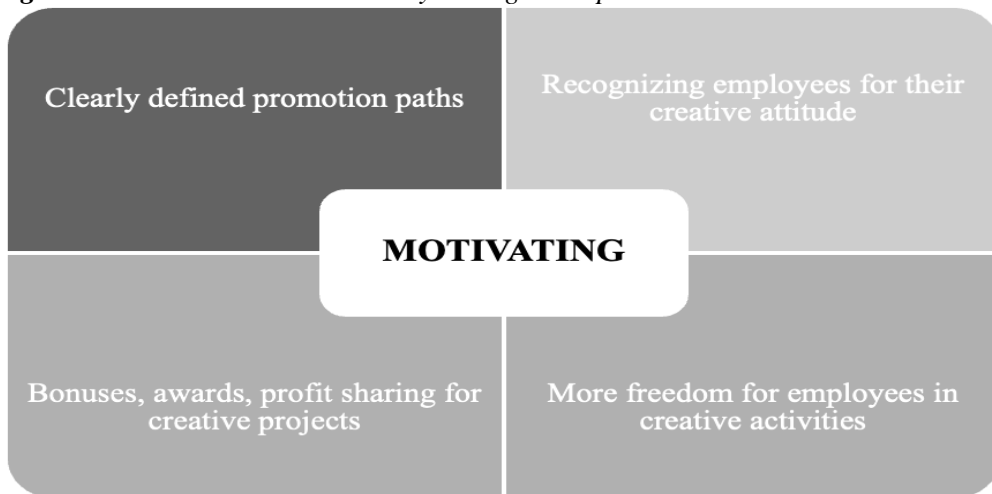 Clearly defined promotion paths
Recognizing employees for their
creative attitude
MOTIVATING
Bonuses, awards, profit sharing for
creative projects
More freedom for employees in
creative activities